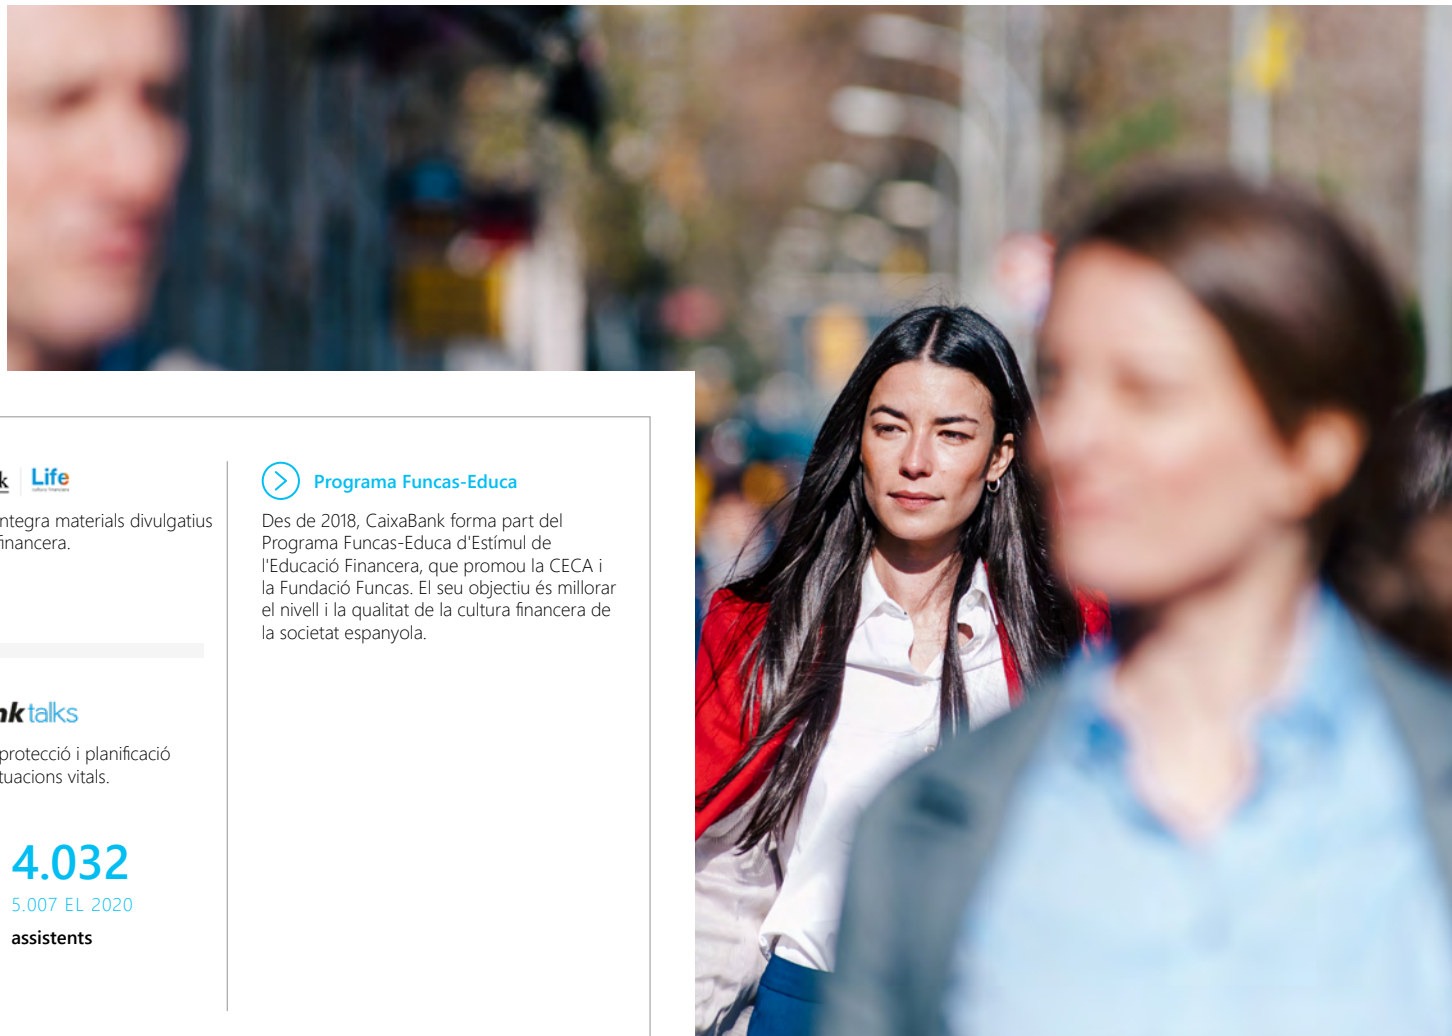 k Life
ntegra materials divulgatius
financera.
nk talks
protecció i planificació
tuacions vitals.
4.032
5.007 EL 2020
assistents
Programa Funcas-Educa
Des de 2018, CaixaBank forma part del
Programa Funcas-Educa d'Estímul de
l'Educació Financera, que promou la CECA i
la Fundació Funcas. El seu objectiu és millorar
el nivell i la qualitat de la cultura financera de
la societat espanyola.